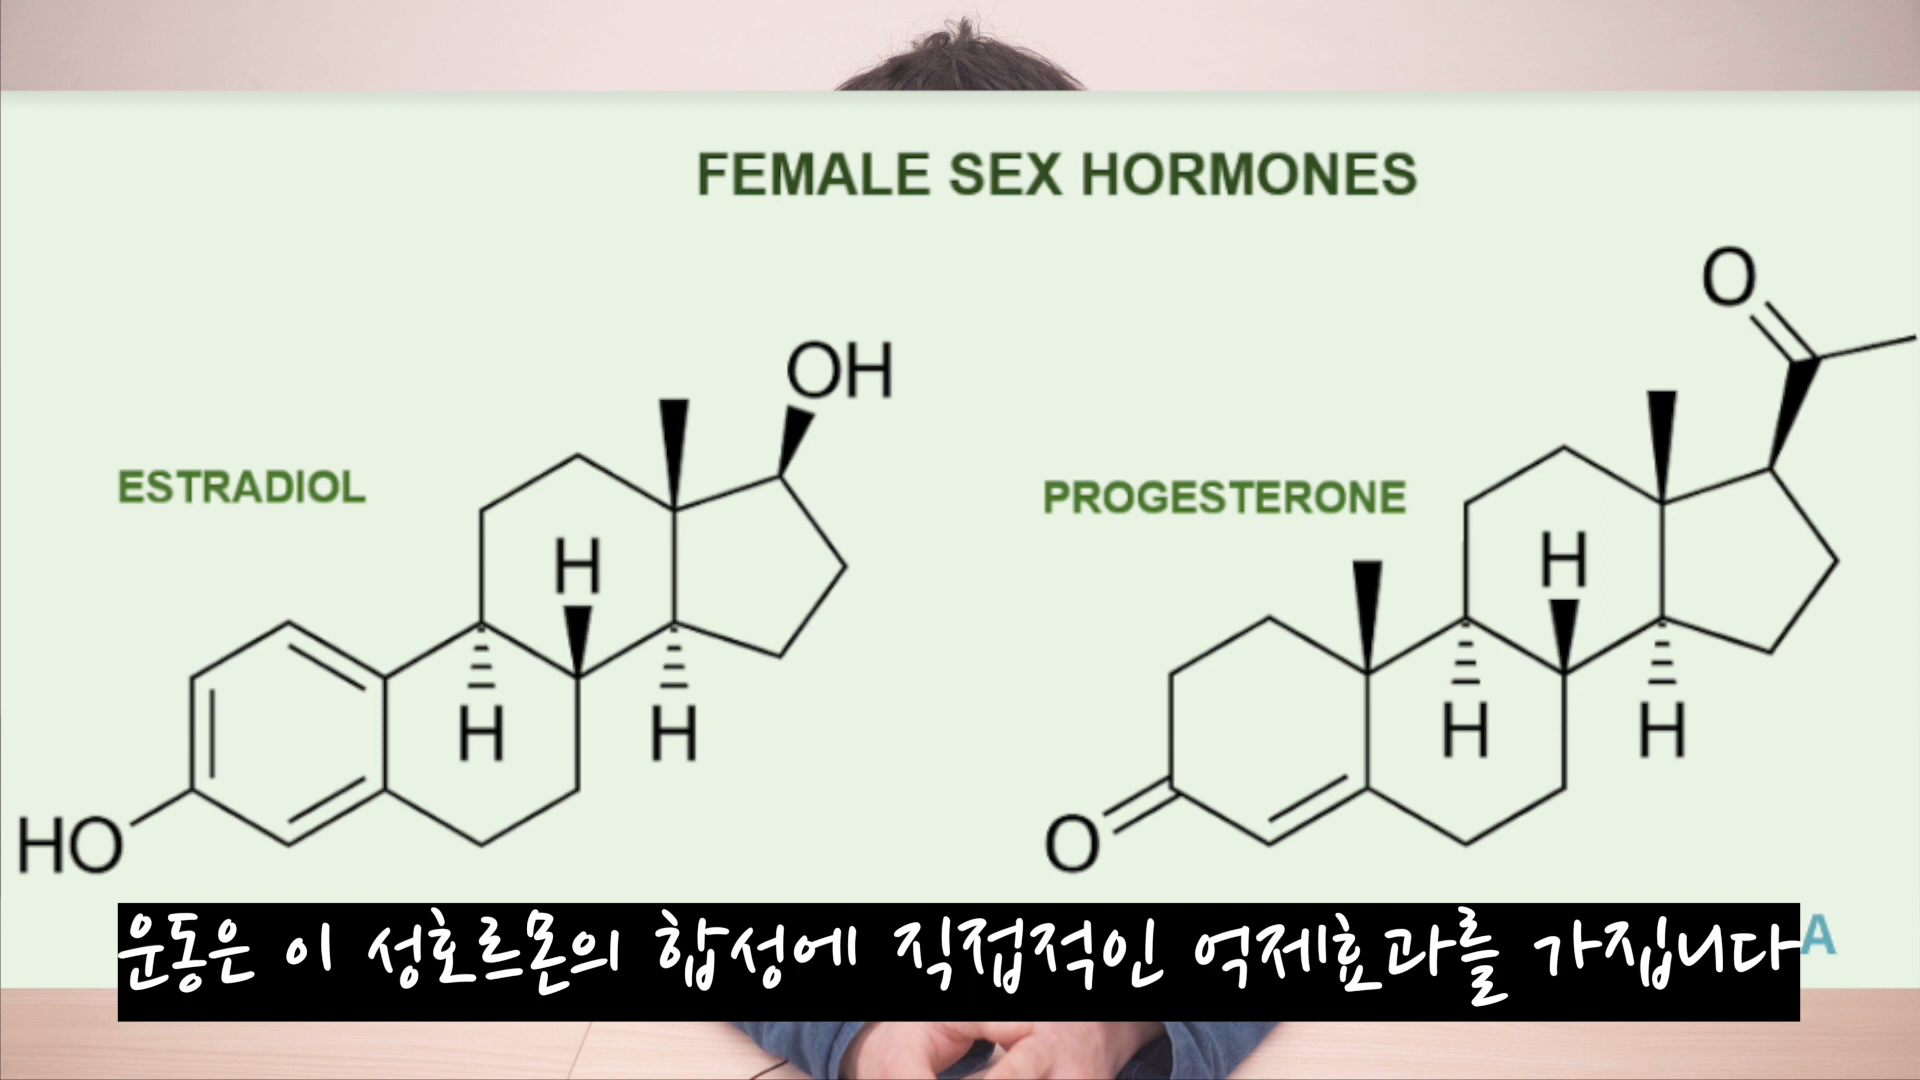 FEMALE SEX HORMONES
O
OH
ESTRADIOL
PROGESTERONE
H
H
H
H
H
H
HO
O
운동은 이 성호르몬의 합성에 직접적인 억제효과를 가집니다
A